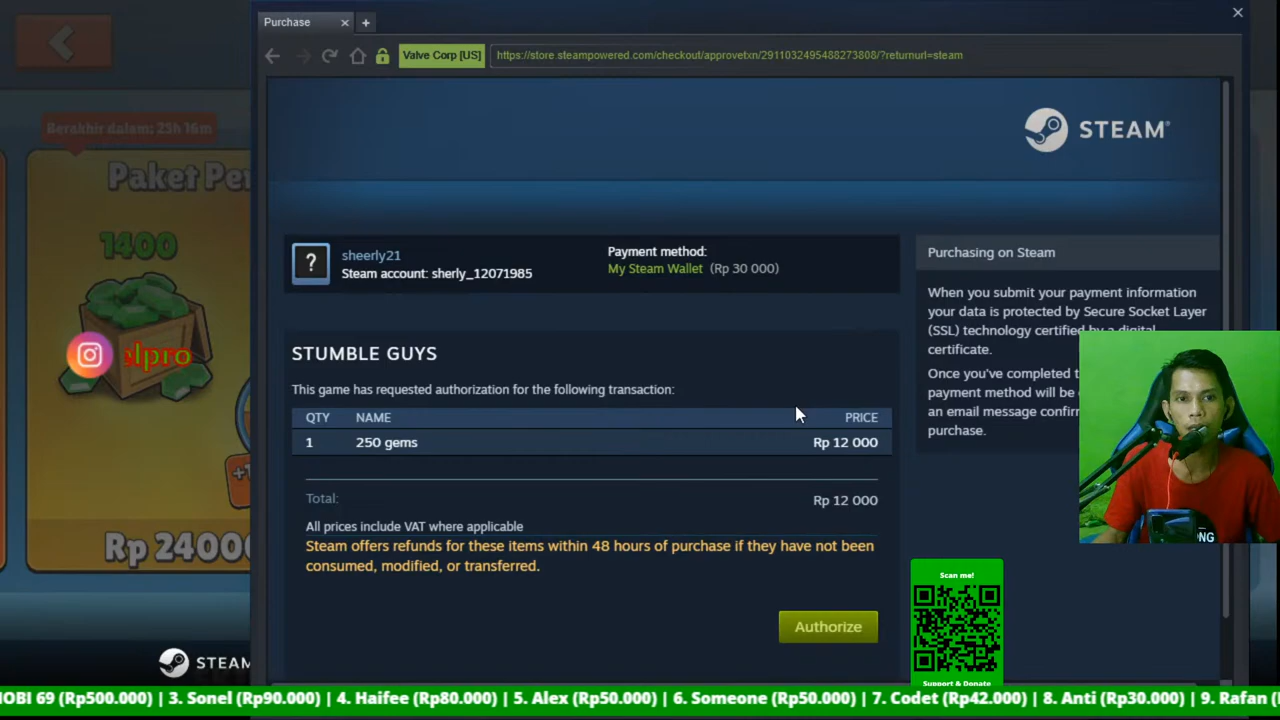 Purchase
Valve Corp [US]
https://store.steampowered.com/checkout/approvetxn/2911032495488273808/?returnurl=steam
STEAM®
Berakhir dalam: 25h 16m
Paket Pe
1400
lpro
Rp 2400
STEAM
sheerly21
Steam account: sherly_12071985
Payment method:
My Steam Wallet (Rp 30 000)
STUMBLE GUYS
This game has requested authorization for the following transaction:
QTY NAME PRICE
1 250 gems Rp 12 000
Total: Rp 12 000
All prices include VAT where applicable
Steam offers refunds for these items within 48 hours of purchase if they have not been
consumed, modified, or transferred.
Authorize
Purchasing on Steam
When you submit your payment information
your data is protected by Secure Socket Layer
(SSL) technology certified by a digital
certificate.
Once you've completed t
payment method will be
an email message confirm
purchase.
NG
Scan me!
Support & Donate
MOBI 69 (Rp500.000) | 3. Sonel (Rp90.000) | 4. Haifee (Rp80.000) | 5. Alex (Rp50.000) | 6. Someone (Rp50.000) | 7. Codet (Rp42.000) | 8. Anti (Rp30.000) | 9. Rafan (